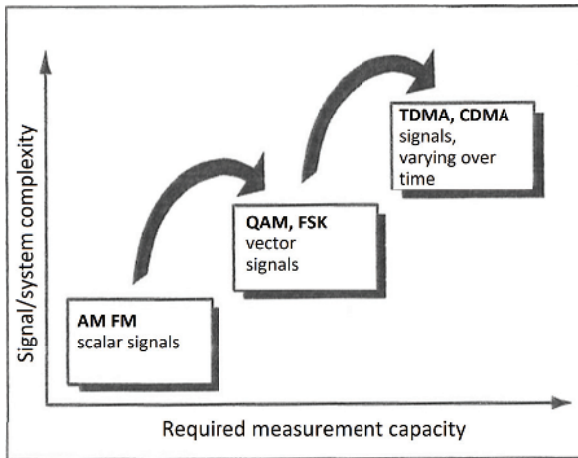 Signal/system complexity
TDMA, CDMA
signals,
varying over
time
QAM, FSK
vector
signals
AM FM
scalar signals
Required measurement capacity